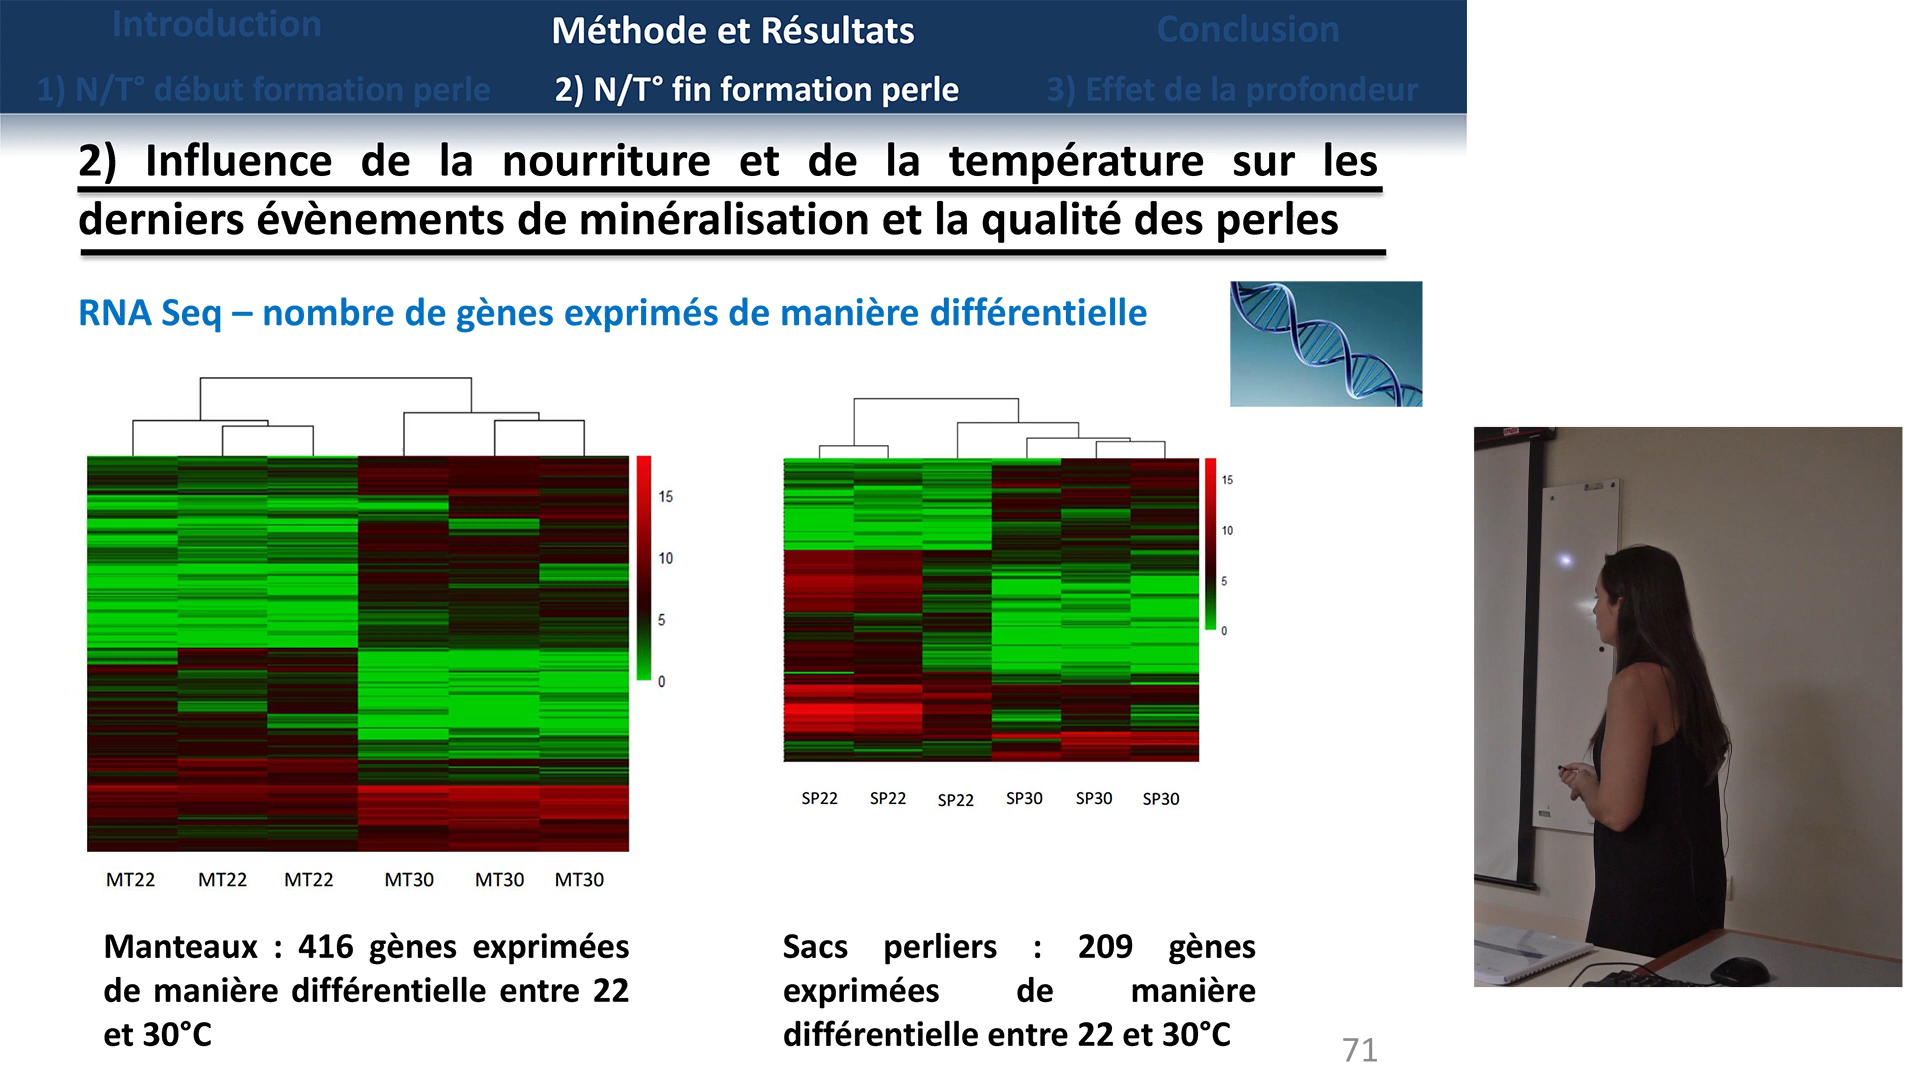 Introduction
Méthode et Résultats
Conclusion
1) N/T° début formation perle
2) N/T° fin formation perle
3) Effet de la profondeur
2) Influence de la nourriture et de la température sur les
derniers évènements de minéralisation et la qualité des perles
RNA Seq – nombre de gènes exprimés de manière différentielle
15
10
5
0
MT22 MT22 MT22 MT30 MT30 MT30
15
10
5
0
SP22 SP22 SP22 SP30 SP30 SP30
Manteaux : 416 gènes exprimées
de manière différentielle entre 22
et 30°C
Sacs perliers : 209 gènes
exprimées de manière
différentielle entre 22 et 30°C
71